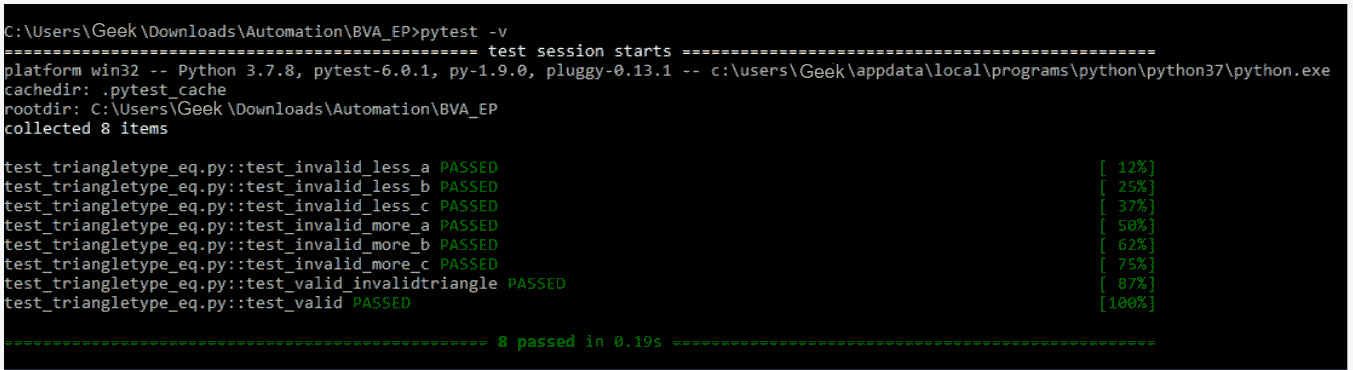 C:\Users\Geek\Downloads\Automation\BVA_EP>pytest -v
================================================= test session starts =================================================
platform win32 -- Python 3.7.8, pytest-6.0.1, py-1.9.0, pluggy-0.13.1 -- c:\users\Geek\appdata\local\programs\python\python37\python.exe
cachedir: .pytest_cache
rootdir: C:\Users\Geek\Downloads\Automation\BVA_EP
collected 8 items
test_triangletype_eq.py::test_invalid_less_a PASSED [ 12%]
test_triangletype_eq.py::test_invalid_less_b PASSED [ 25%]
test_triangletype_eq.py::test_invalid_less_c PASSED [ 37%]
test_triangletype_eq.py::test_invalid_more_a PASSED [ 50%]
test_triangletype_eq.py::test_invalid_more_b PASSED [ 62%]
test_triangletype_eq.py::test_invalid_more_c PASSED [ 75%]
test_triangletype_eq.py::test_valid_invalidtriangle PASSED [ 87%]
test_triangletype_eq.py::test_valid PASSED [100%]
================================================== 8 passed in 0.19s ==================================================